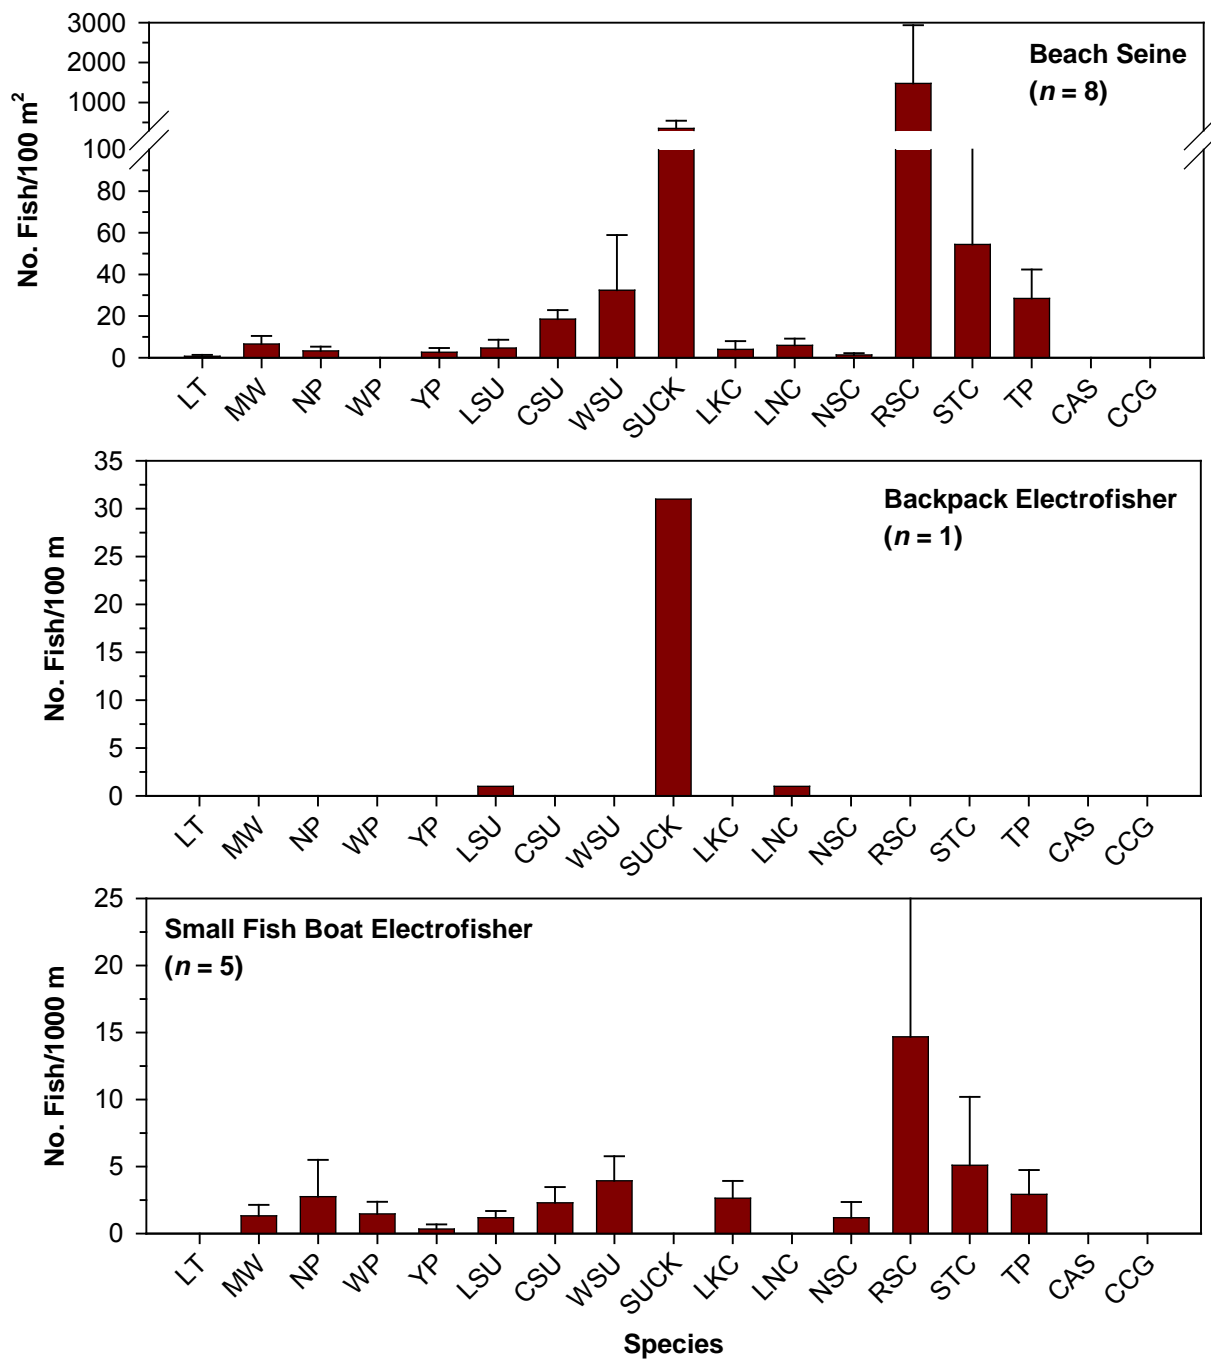 3000
2000
1000
100
80
60
40
20
0
No. Fish/100 m²
Beach Seine
(n = 8)
LT MW NP WP YP LSU CSU WSU SUCK LKC LNC NSC RSC STC TP CAS CCG
35
30
25
20
15
10
5
0
No. Fish/100 m
Backpack Electrofisher
(n = 1)
LT MW NP WP YP LSU CSU WSU SUCK LKC LNC NSC RSC STC TP CAS CCG
25
20
15
10
5
0
No. Fish/1000 m
Small Fish Boat Electrofisher
(n = 5)
LT MW NP WP YP LSU CSU WSU SUCK LKC LNC NSC RSC STC TP CAS CCG
Species